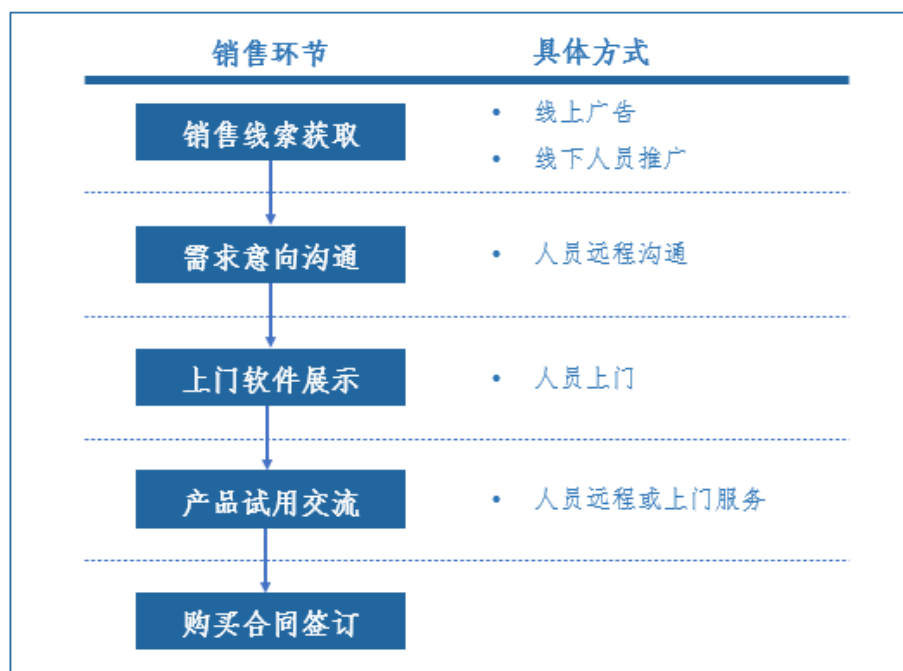 销售环节 具体方式
销售线索获取
• 线上广告
• 线下人员推广
需求意向沟通
• 人员远程沟通
上门软件展示
• 人员上门
产品试用交流
• 人员远程或上门服务
购买合同签订